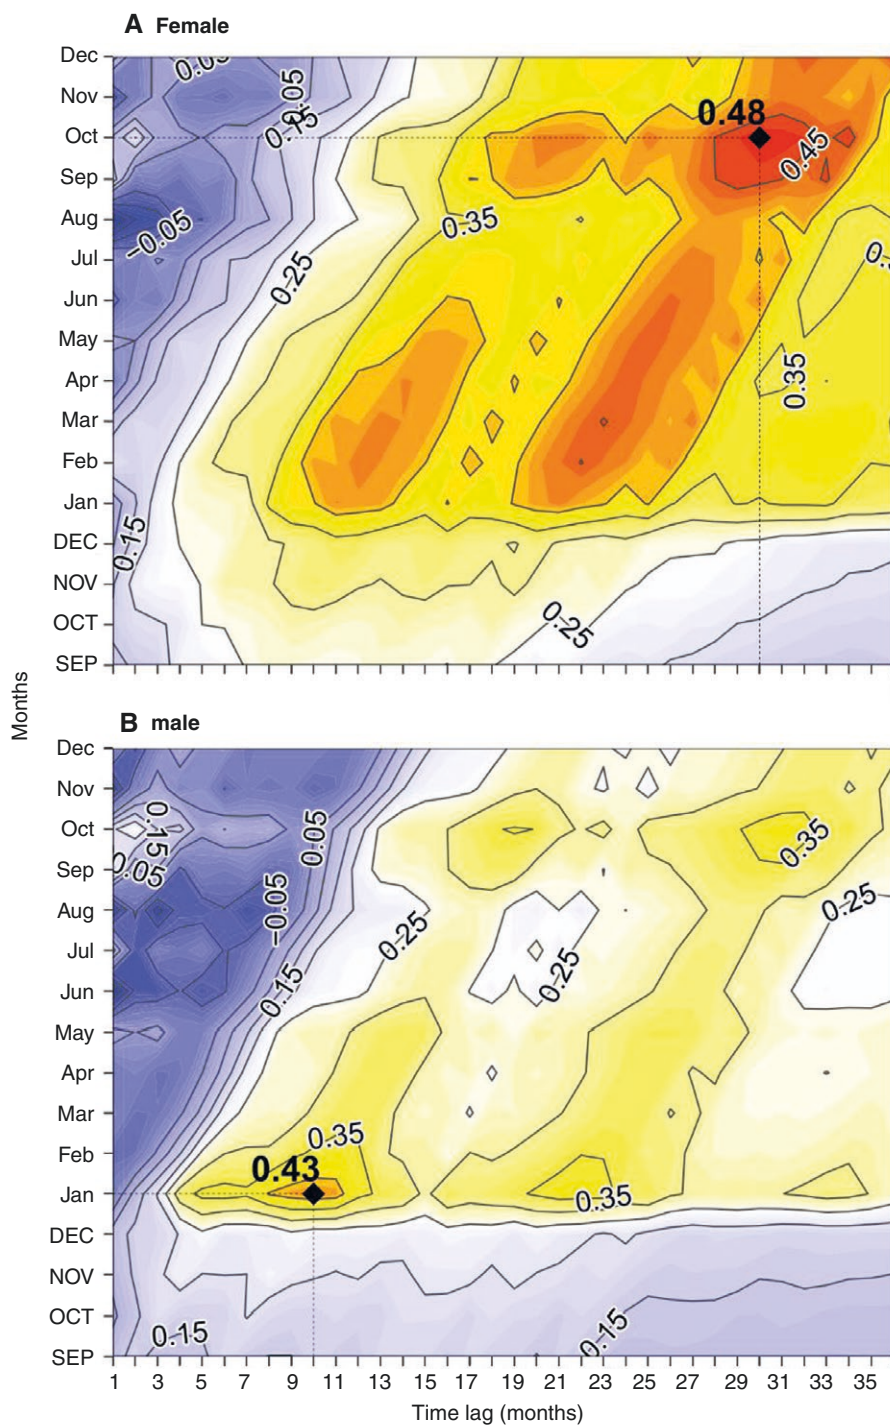 A Female
Dec
Nov
Oct
Sep
Aug
Jul
Jun
May
Apr
Mar
Feb
Jan
DEC
NOV
OCT
SEP
0.05
0.15
0.48
0.45
−0.05
0.35
0.25
0.35
0.15
0.25
Months
B male
Dec
Nov
Oct
Sep
Aug
Jul
Jun
May
Apr
Mar
Feb
Jan
DEC
NOV
OCT
SEP
0.15
0.05
0.05
0.35
−0.05
0.25
0.25
0.15
0.25
0.35
0.43
0.35
0.15
0.15
1 3 5 7 9 11 13 15 17 19 21 23 25 27 29 31 33 35
Time lag (months)